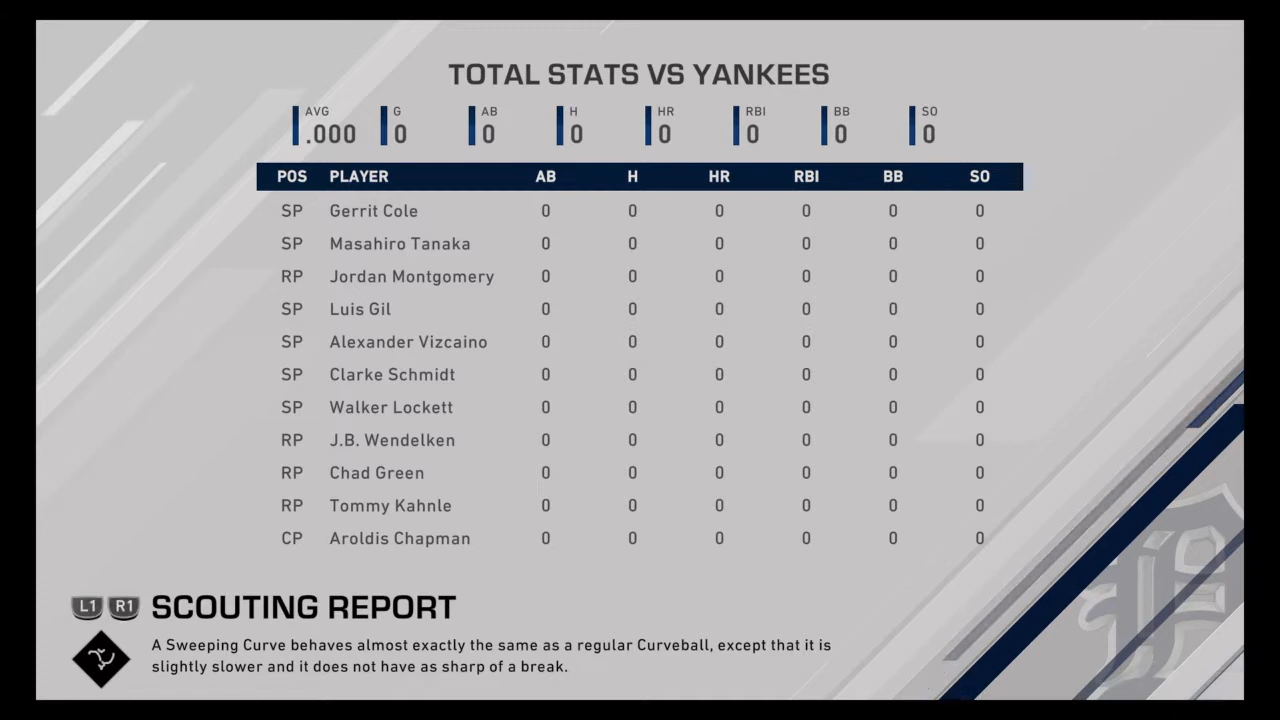 TOTAL STATS VS YANKEES
AVG G AB H HR RBI BB SO
.000 0 0 0 0 0 0 0
POS PLAYER AB H HR RBI BB SO
SP Gerrit Cole 0 0 0 0 0 0
SP Masahiro Tanaka 0 0 0 0 0 0
RP Jordan Montgomery 0 0 0 0 0 0
SP Luis Gil 0 0 0 0 0 0
SP Alexander Vizcaino 0 0 0 0 0 0
SP Clarke Schmidt 0 0 0 0 0 0
SP Walker Lockett 0 0 0 0 0 0
RP J.B. Wendelken 0 0 0 0 0 0
RP Chad Green 0 0 0 0 0 0
RP Tommy Kahnle 0 0 0 0 0 0
CP Aroldis Chapman 0 0 0 0 0 0
L1 R1 SCOUTING REPORT
A Sweeping Curve behaves almost exactly the same as a regular Curveball, except that it is
slightly slower and it does not have as sharp of a break.